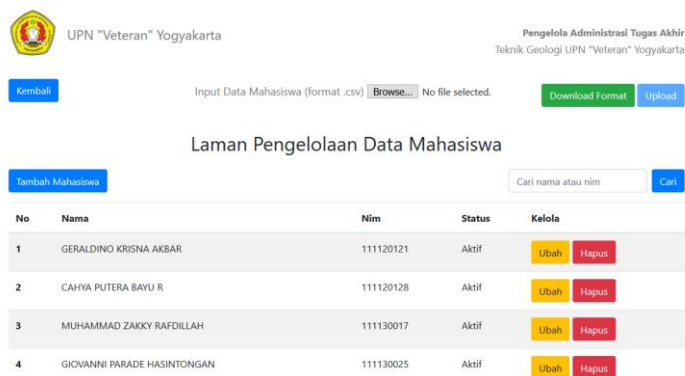 UPN "Veteran" Yogyakarta
Pengelola Administrasi Tugas Akhir
Teknik Geologi UPN "Veteran" Yogyakarta
Kembali Input Data Mahasiswa (format .csv) Browse... No file selected. Download Format Upload
Laman Pengelolaan Data Mahasiswa
Tambah Mahasiswa Cari nama atau nim Cari
No Nama Nim Status Kelola
1 GERALDINO KRISNA AKBAR 111120121 Aktif Ubah Hapus
2 CAHYA PUTERA BAYU R 111120128 Aktif Ubah Hapus
3 MUHAMMAD ZAKKY RAFDILLAH 111130017 Aktif Ubah Hapus
4 GIOVANNI PARADE HASINTONGAN 111130025 Aktif Ubah Hapus